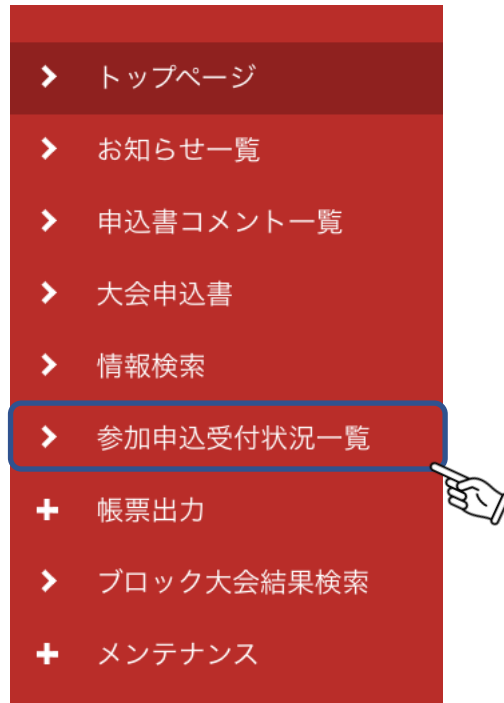 トップページ
お知らせ一覧
申込書コメント一覧
大会申込書
情報検索
参加申込受付状況一覧
帳票出力
ブロック大会結果検索
メンテナンス